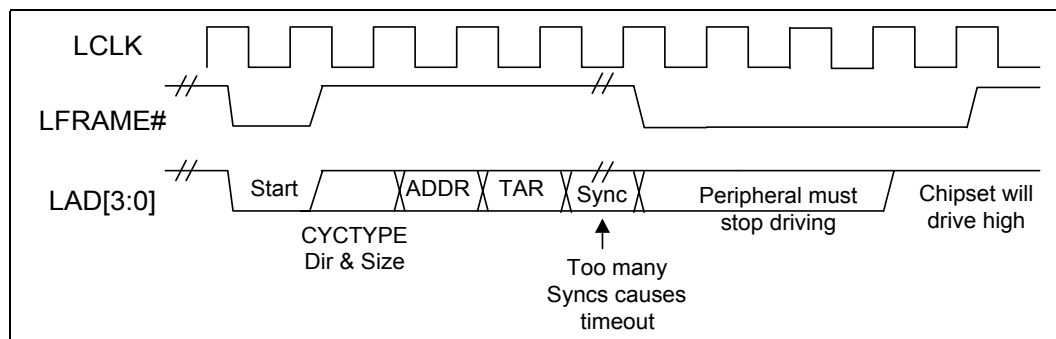 LCLK
LFRAME#
LAD[3:0]
Start
ADDR
TAR
Sync
Peripheral must
stop driving
Chipset will
drive high
CYCTYPE
Dir & Size
Too many
Syncs causes
timeout